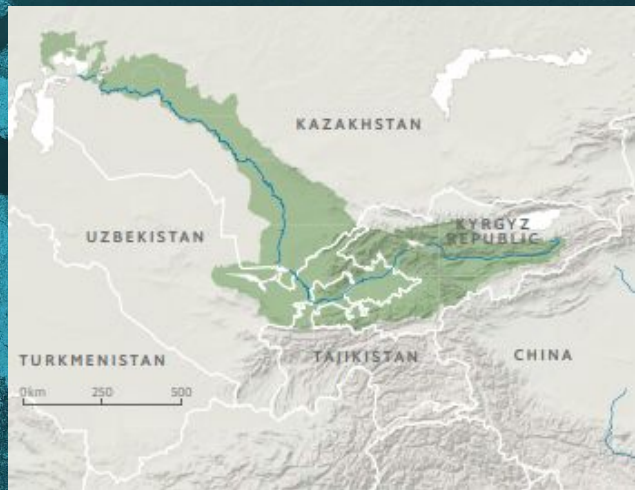 KAZAKHSTAN
KYRGYZ
REPUBLIC
UZBEKISTAN
TURKMENISTAN
TAJIKISTAN
CHINA
0km 250 500